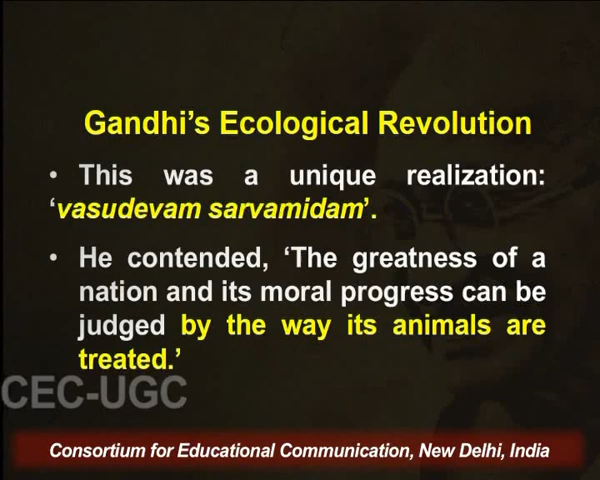 Gandhi's Ecological Revolution
• This was a unique realization:
'vasudevam sarvamidam'.
• He contended, 'The greatness of a
nation and its moral progress can be
judged by the way its animals are
treated.'
CEC-UGC
Consortium for Educational Communication, New Delhi, India